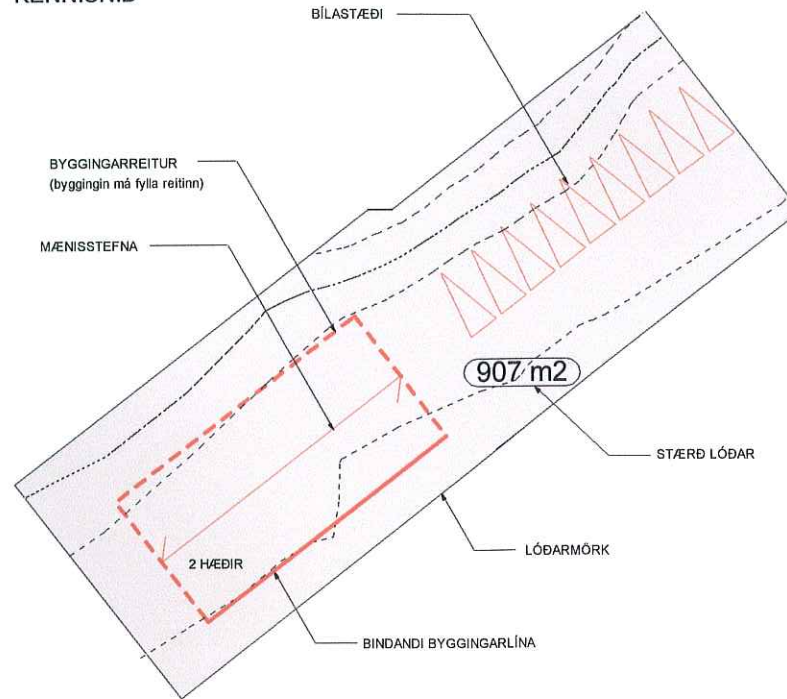 BÍLASTÆÐI
BYGGINGARREITUR
(byggingin má fylla reitinn)
MÆNISSTEFNA
907 m2
STÆRÐ LÓÐAR
LÓÐARMÖRK
2 HÆÐIR
BINDANDI BYGGINGARLÍNA